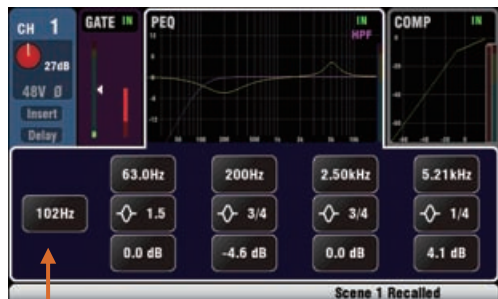 CH 1
GATE IN
PEQ
IN
HPF
COMP IN
27dB
48V Ø
Insert
Delay
63.0Hz
200Hz
2.50kHz
5.21kHz
102Hz
1.5
3/4
3/4
1/4
0.0 dB
-4.6 dB
0.0 dB
4.1 dB
Scene 1 Recalled